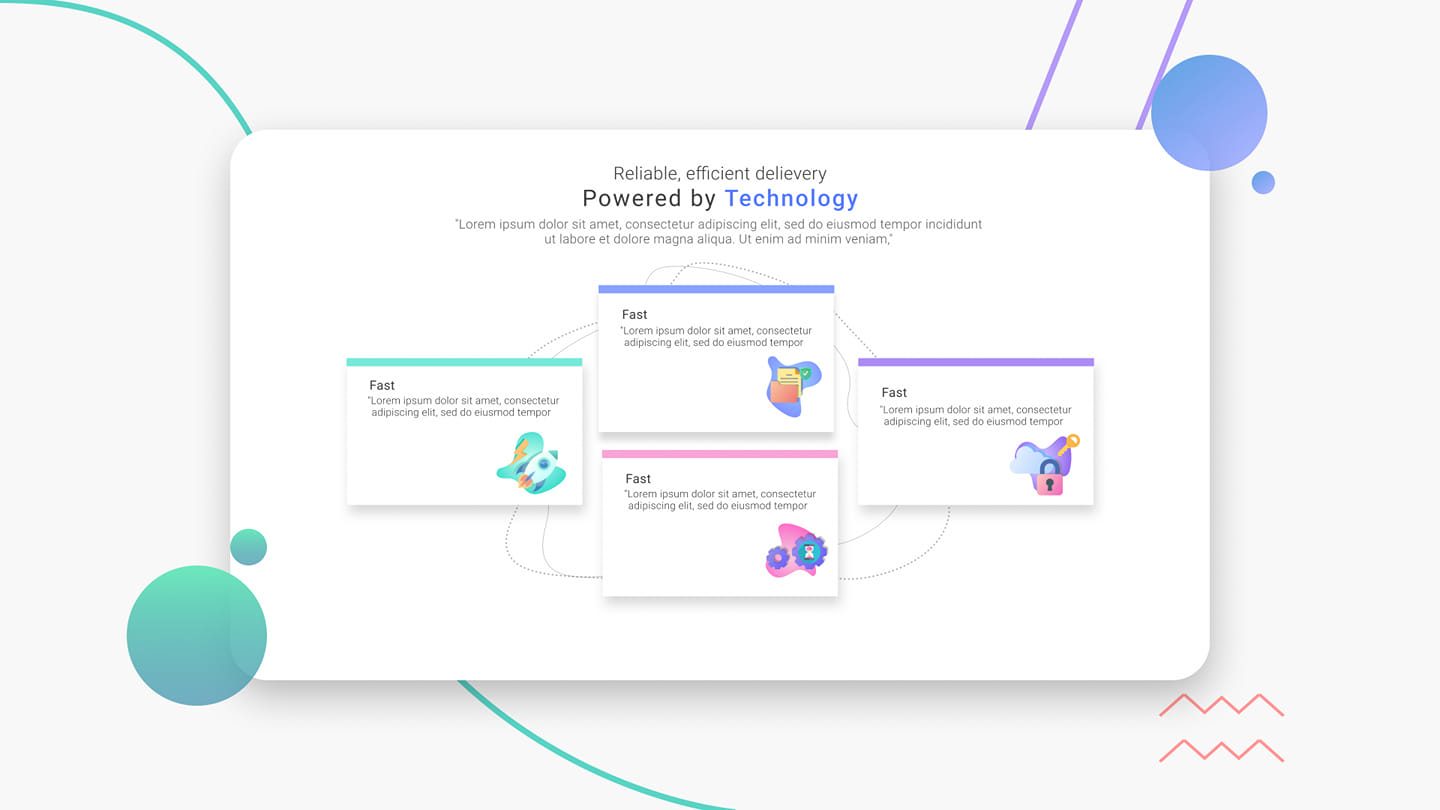 Reliable, efficient delievery
Powered by Technology
"Lorem ipsum dolor sit amet, consectetur adipiscing elit, sed do eiusmod tempor incididunt
ut labore et dolore magna aliqua. Ut enim ad minim veniam,"
Fast
"Lorem ipsum dolor sit amet, consectetur
adipiscing elit, sed do eiusmod tempor
Fast
"Lorem ipsum dolor sit amet, consectetur
adipiscing elit, sed do eiusmod tempor
Fast
"Lorem ipsum dolor sit amet, consectetur
adipiscing elit, sed do eiusmod tempor
Fast
"Lorem ipsum dolor sit amet, consectetur
adipiscing elit, sed do eiusmod tempor